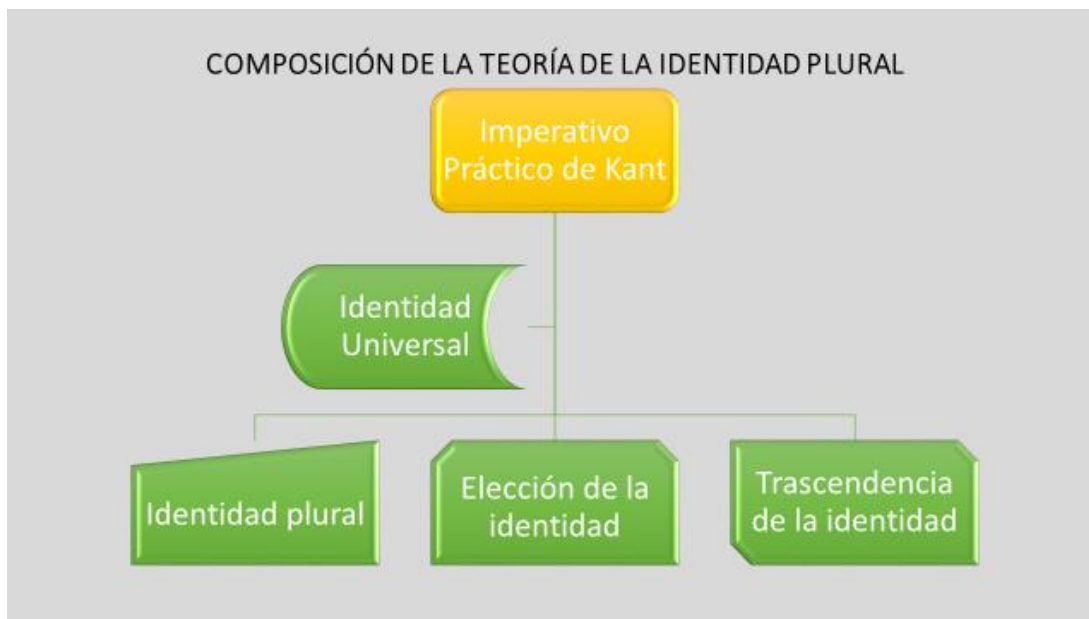 COMPOSICIÓN DE LA TEORÍA DE LA IDENTIDAD PLURAL
Imperativo
Práctico de Kant
Identidad
Universal
Identidad plural
Elección de la
identidad
Trascendencia
de la identidad